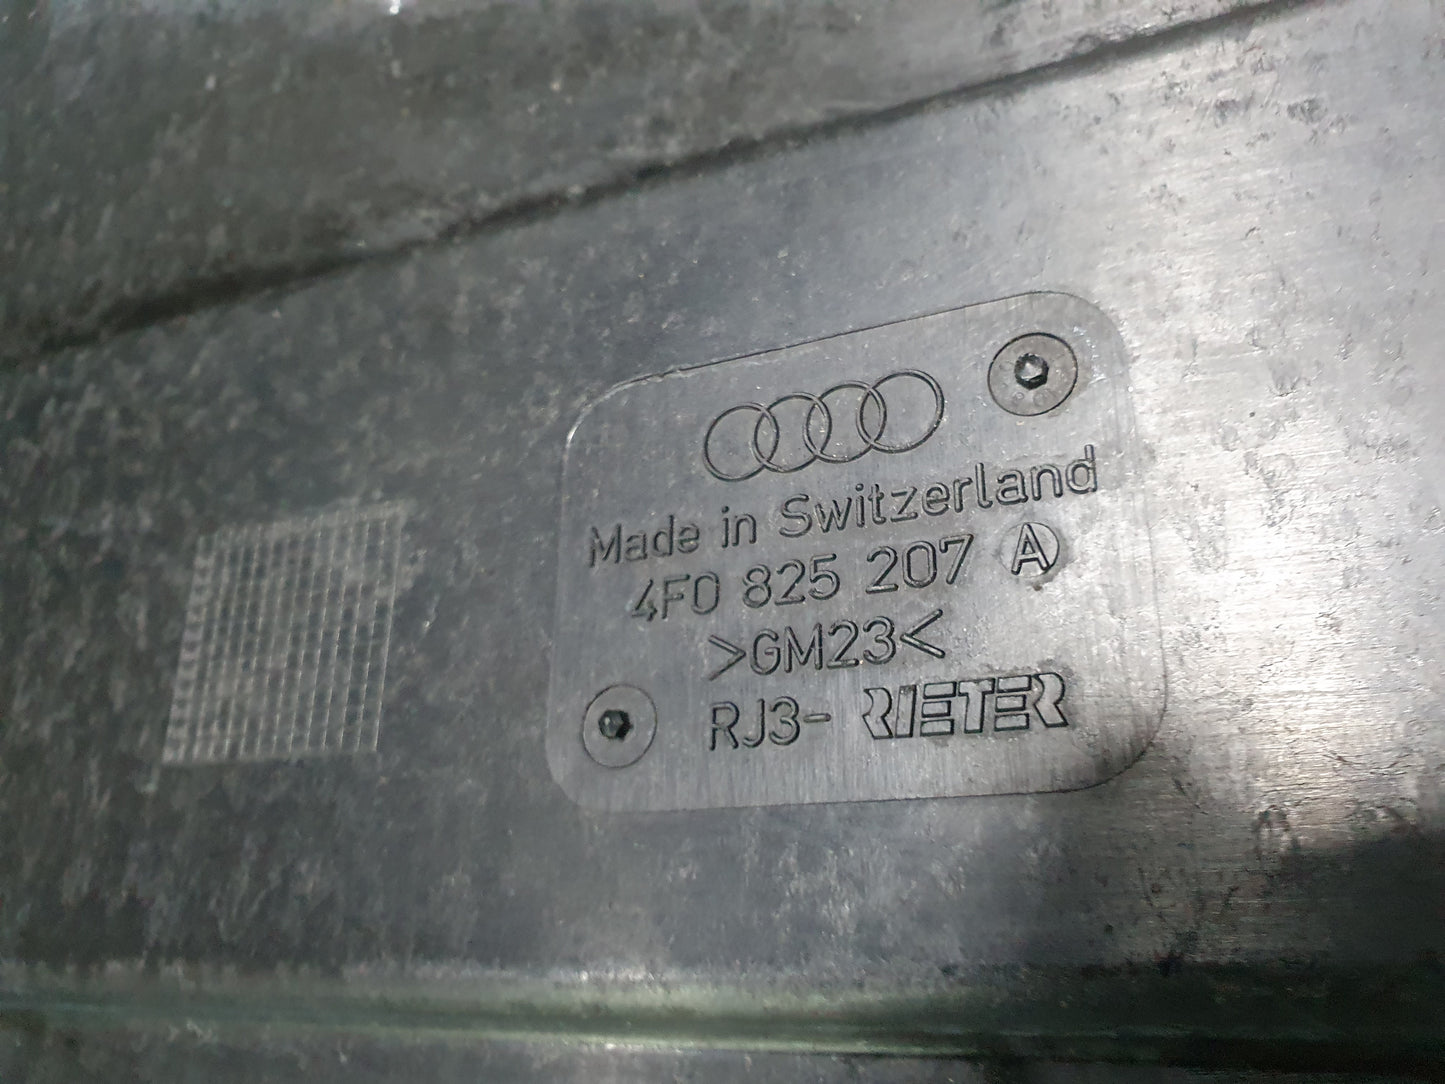 Made in Switzerland
4F0 825 207 A
>GM23<
RJ3- RIETER